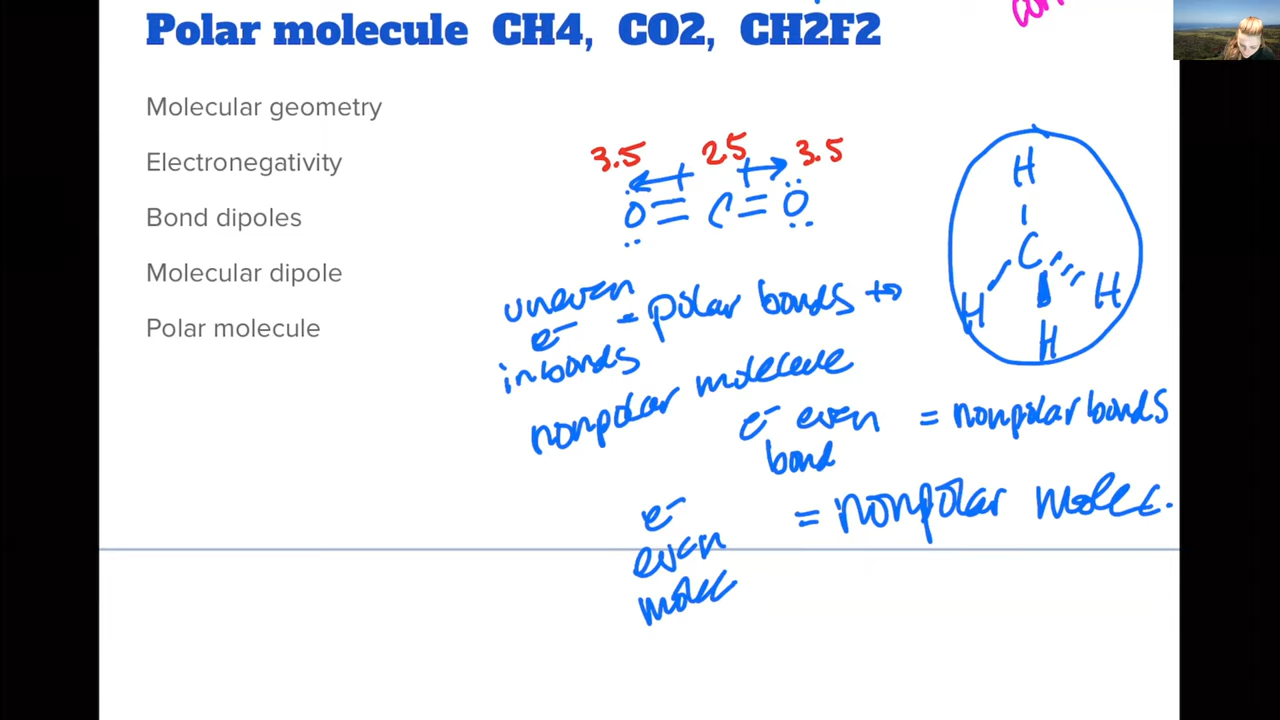 Polar molecule CH4, CO2, CH2F2
Molecular geometry
Electronegativity
Bond dipoles
Molecular dipole
Polar molecule
3.5 2.5 3.5
O = C = O
H
C
H H
H
uneven
e- = polar bonds
in bonds
nonpolar molecule
e- even = nonpolar bonds
bond
e- = nonpolar molec.
even
molec